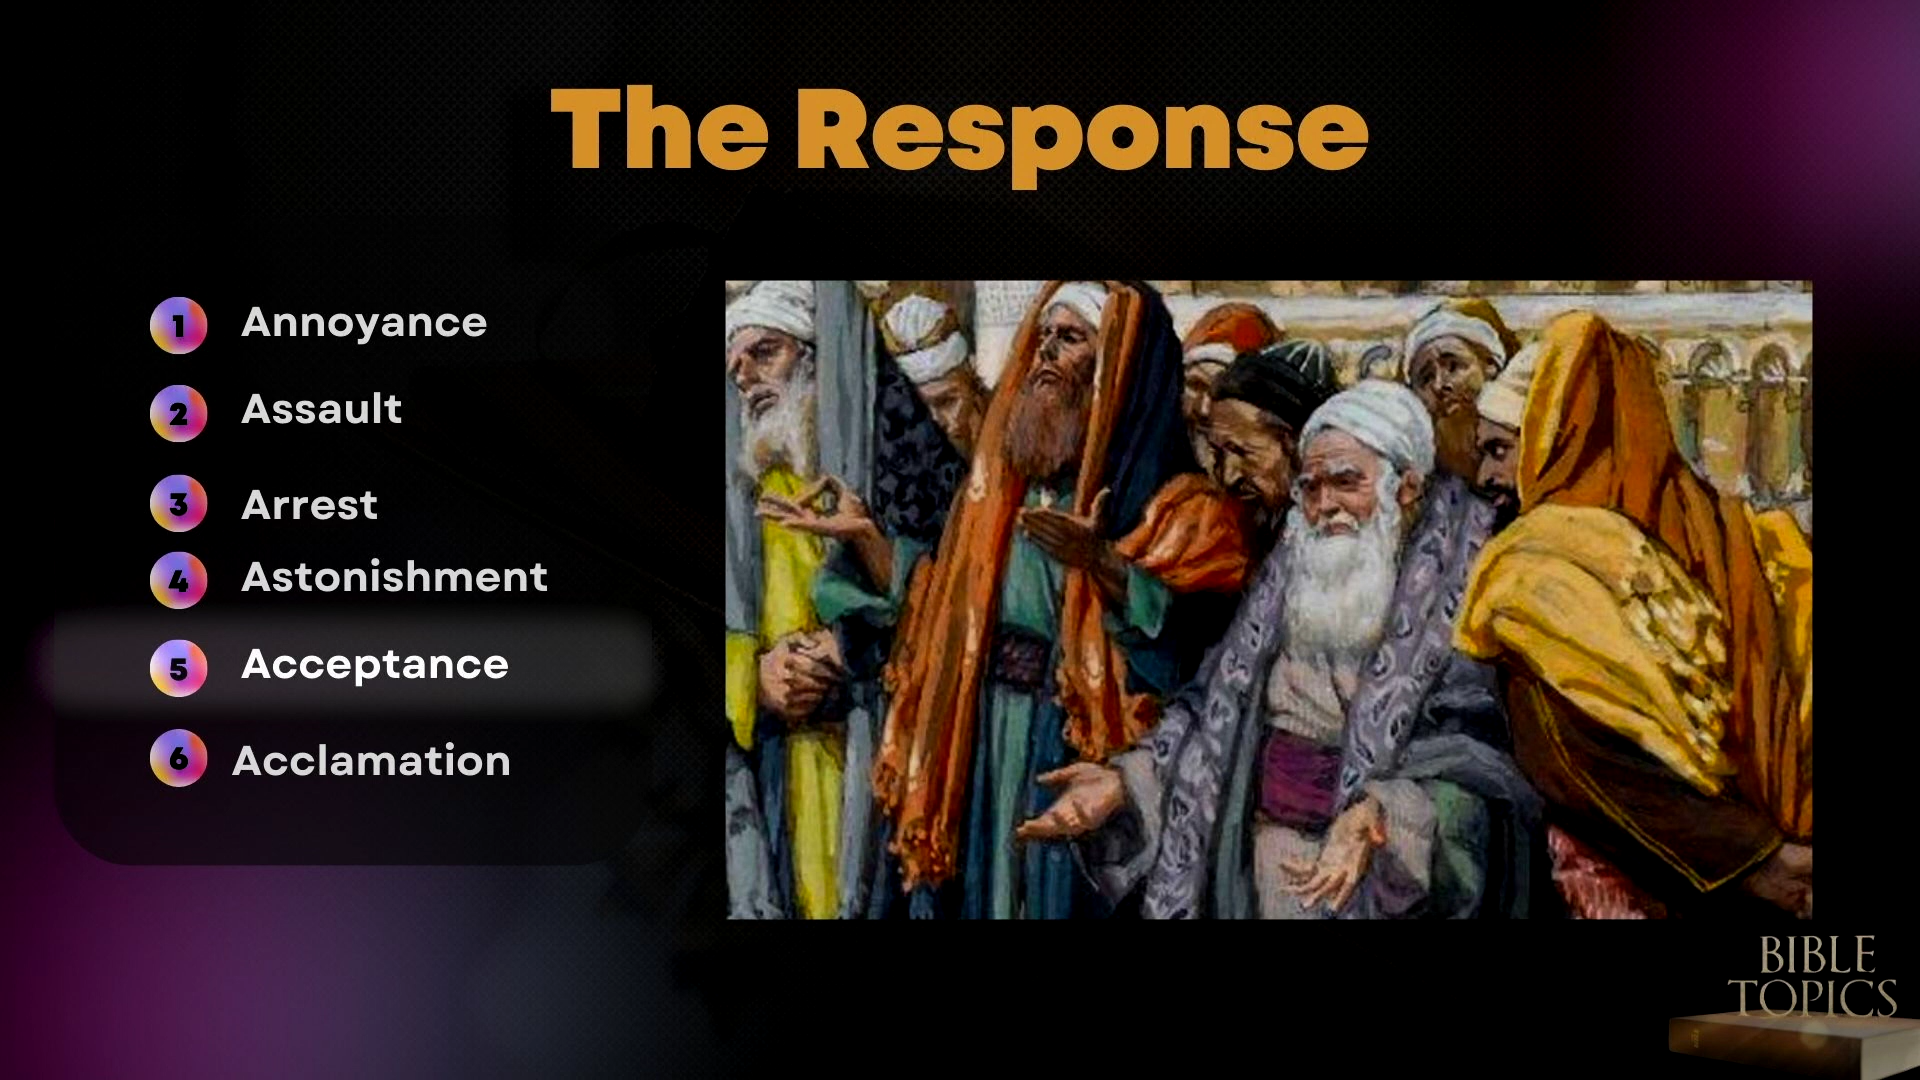 The Response
1 Annoyance
2 Assault
3 Arrest
4 Astonishment
5 Acceptance
6 Acclamation
BIBLE
TOPICS